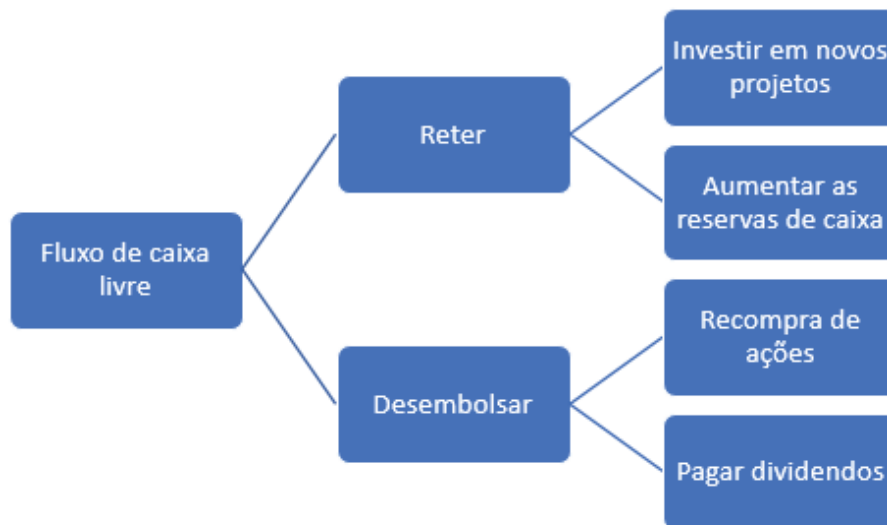 Fluxo de caixa
livre
Reter
Desembolsar
Investir em novos
projetos
Aumentar as
reservas de caixa
Recompra de
ações
Pagar dividendos